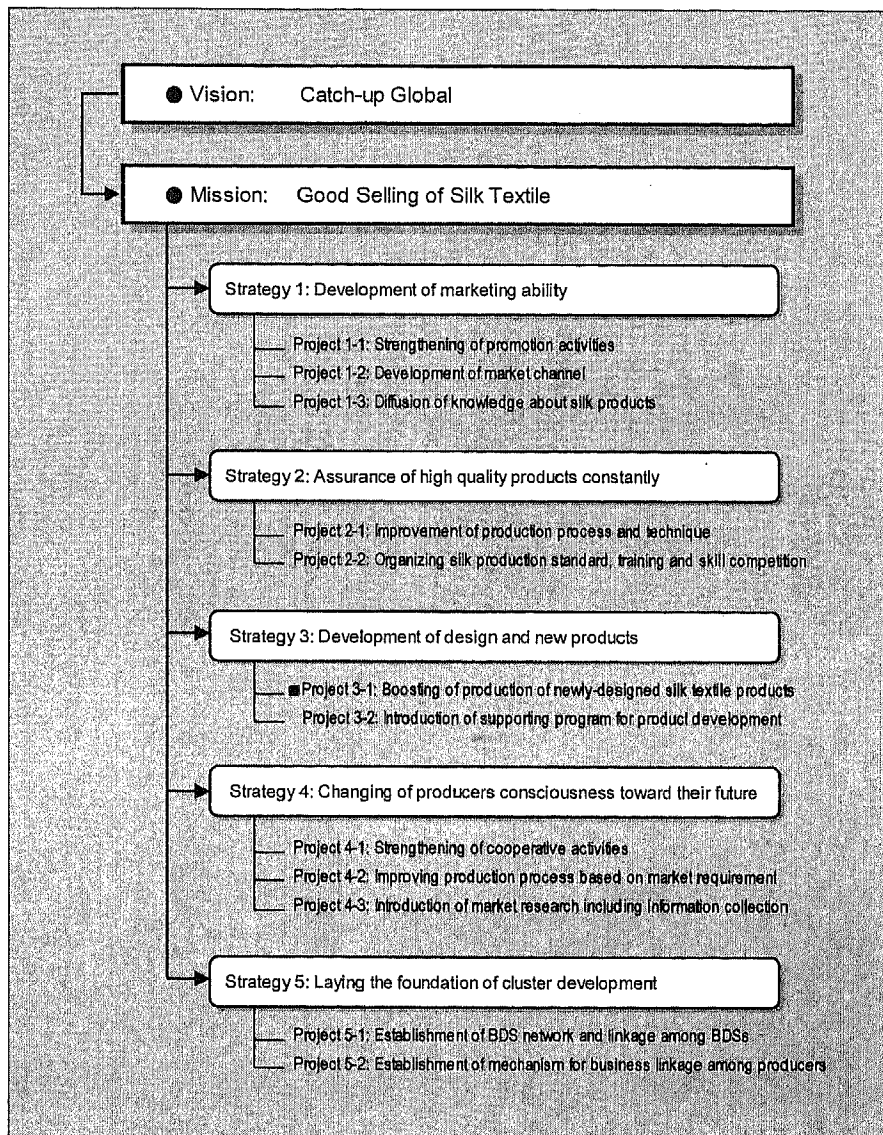 ● Vision: Catch-up Global
● Mission: Good Selling of Silk Textile
Strategy 1: Development of marketing ability
Project 1-1: Strengthening of promotion activities
Project 1-2: Development of market channel
Project 1-3: Diffusion of knowledge about silk products
Strategy 2: Assurance of high quality products constantly
Project 2-1: Improvement of production process and technique
Project 2-2: Organizing silk production standard, training and skill competition
Strategy 3: Development of design and new products
■Project 3-1: Boosting of production of newly-designed silk textile products
Project 3-2: Introduction of supporting program for product development
Strategy 4: Changing of producers consciousness toward their future
Project 4-1: Strengthening of cooperative activities
Project 4-2: Improving production process based on market requirement
Project 4-3: Introduction of market research including Information collection
Strategy 5: Laying the foundation of cluster development
Project 5-1: Establishment of BDS network and linkage among BDSs
Project 5-2: Establishment of mechanism for business linkage among producers